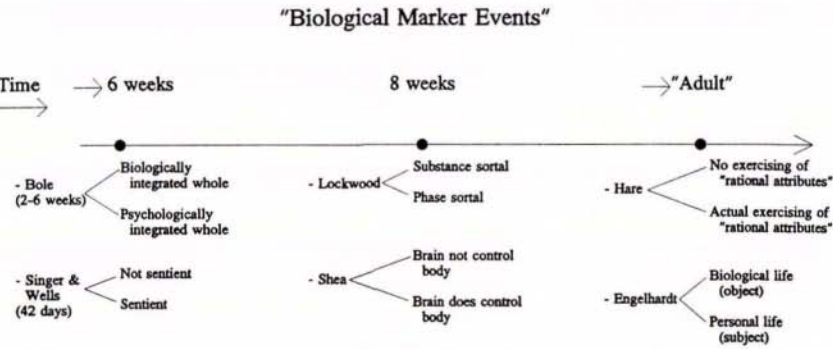 "Biological Marker Events"
Time
6 weeks
8 weeks
"Adult"
- Bole
(2-6 weeks)
Biologically
integrated whole
Psychologically
integrated whole
- Lockwood
Substance sortal
Phase sortal
- Hare
No exercising of
"rational attributes"
Actual exercising of
"rational attributes"
- Singer &
Wells
(42 days)
Not sentient
Sentient
- Shea
Brain not control
body
Brain does control
body
- Engelhardt
Biological life
(object)
Personal life
(subject)